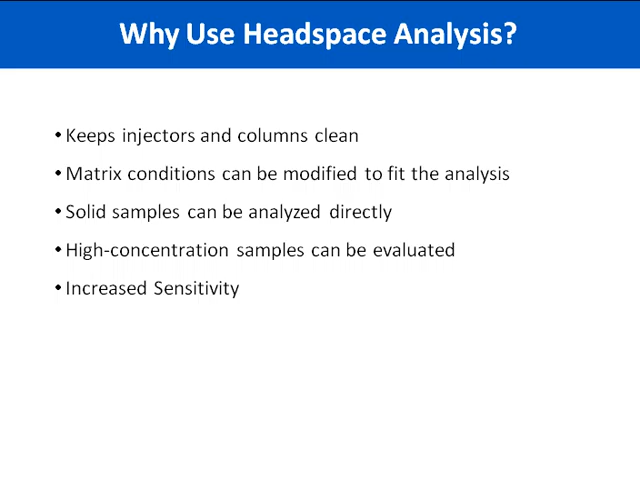 Why Use Headspace Analysis?
• Keeps injectors and columns clean
• Matrix conditions can be modified to fit the analysis
• Solid samples can be analyzed directly
• High-concentration samples can be evaluated
• Increased Sensitivity